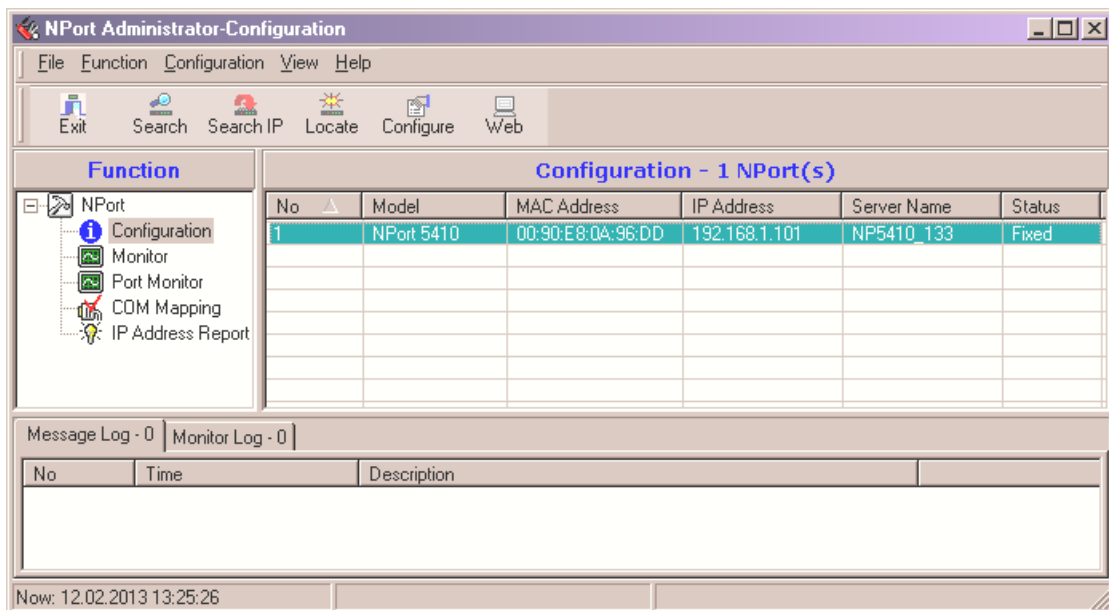 NPort Administrator-Configuration
File Function Configuration View Help
Exit Search Search IP Locate Configure Web
Function
Configuration - 1 NPort(s)
NPort
Configuration
Monitor
Port Monitor
COM Mapping
IP Address Report
No Model MAC Address IP Address Server Name Status
1 NPort 5410 00:90:E8:0A:96:DD 192.168.1.101 NP5410_133 Fixed
Message Log - 0 Monitor Log - 0
No Time Description
Now: 12.02.2013 13:25:26